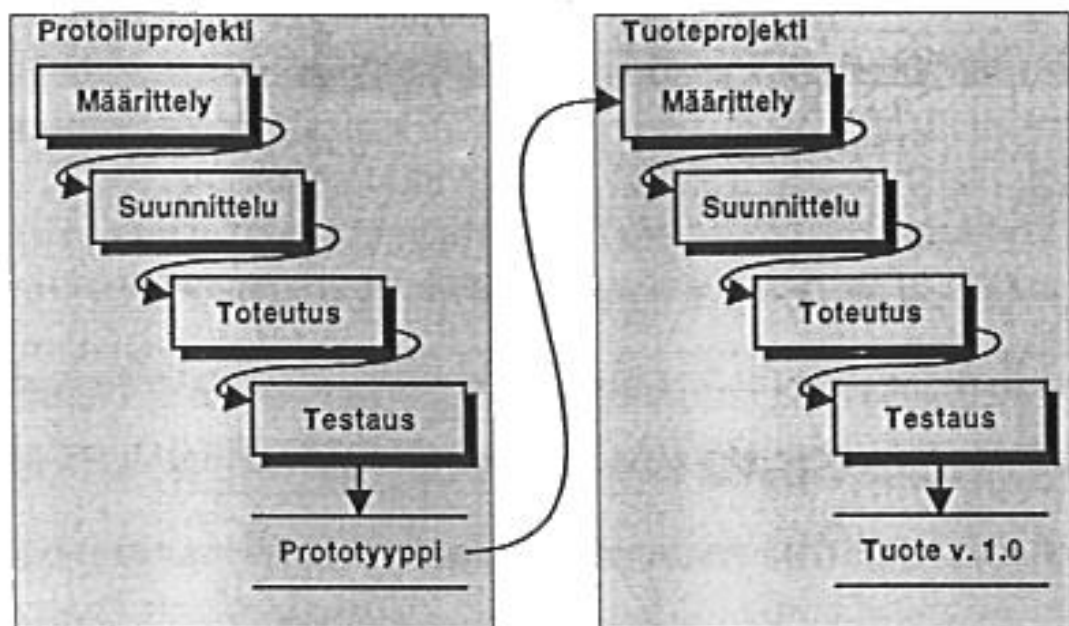 Protoiluprojekti
Määrittely
Suunnittelu
Toteutus
Testaus
Prototyyppi
Tuoteprojekti
Määrittely
Suunnittelu
Toteutus
Testaus
Tuote v. 1.0